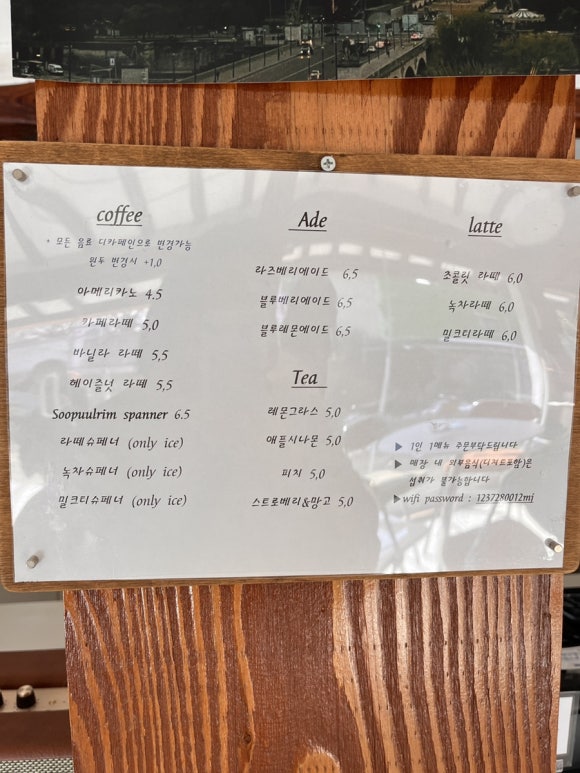 coffee
* 모든 음료 디카페인으로 변경가능
원두 변경시 +1,0
아메리카노 4.5
카페라떼 5,0
바닐라 라떼 5,5
헤이즐넛 라떼 5,5
Soopuulrim spanner 6.5
라떼슈페너 (only ice)
녹차슈페너 (only ice)
밀크티슈페너 (only ice)
Ade
라즈베리에이드 6,5
블루베리에이드 6,5
블루레몬에이드 6,5
Tea
레몬그라스 5,0
애플시나몬 5,0
피치 5,0
스트로베리&망고 5,0
latte
초콜릿 라떼 6,0
녹차라떼 6,0
밀크티라떼 6,0
▶ 1인 1메뉴 주문부탁드립니다
▶ 매장 내 외부음식(디저트포함)은
섭취가 불가능합니다
▶ wifi password : 1237280012mj